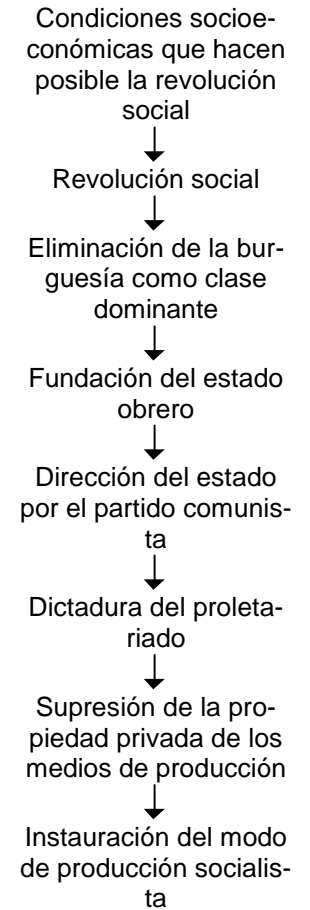 Condiciones socioe-
conómicas que hacen
posible la revolución
social
Revolución social
Eliminación de la bur-
guesía como clase
dominante
Fundación del estado
obrero
Dirección del estado
por el partido comunis-
ta
Dictadura del proleta-
riado
Supresión de la pro-
piedad privada de los
medios de producción
Instauración del modo
de producción socialis-
ta